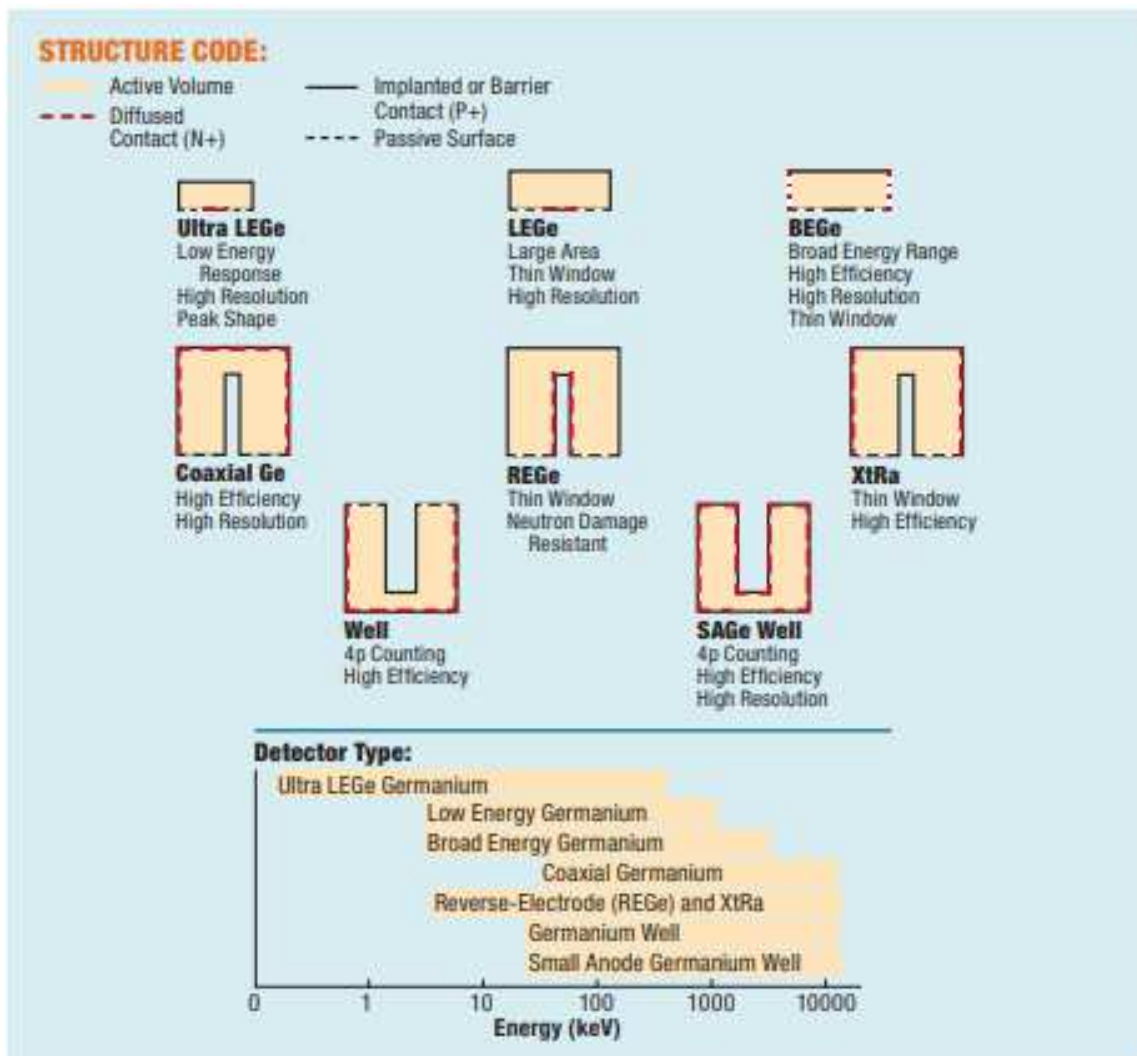 STRUCTURE CODE:
Active Volume
Diffused
Contact (N+)
Implanted or Barrier
Contact (P+)
Passive Surface
Ultra LEGe
Low Energy
Response
High Resolution
Peak Shape
LEGe
Large Area
Thin Window
High Resolution
BEGe
Broad Energy Range
High Efficiency
High Resolution
Thin Window
Coaxial Ge
High Efficiency
High Resolution
REGe
Thin Window
Neutron Damage
Resistant
XtRa
Thin Window
High Efficiency
Well
4p Counting
High Efficiency
SAGe Well
4p Counting
High Efficiency
High Resolution
Detector Type:
Ultra LEGe Germanium
Low Energy Germanium
Broad Energy Germanium
Coaxial Germanium
Reverse-Electrode (REGe) and XtRa
Germanium Well
Small Anode Germanium Well
0 1 10 100 1000 10000
Energy (keV)